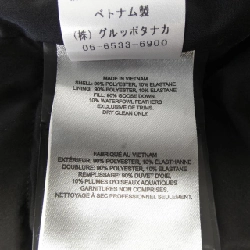 ベトナム製
(株)グルッポタナカ
06-6533-6900
MADE IN VIETNAM
SHELL: 90% POLYESTER, 10% ELASTANE
LINING: 90% POLYESTER, 10% ELASTANE
FILL: 90% GOOSE DOWN,
10% WATERFOWL FEATHERS
EXCLUSIVE OF TRIMS
DRY CLEAN ONLY
FABRIQUÉ AU VIETNAM
EXTÉRIEUR: 90% POLYESTER, 10% ÉLASTHANNE
DOUBLURE: 90% POLYESTER, 10% ÉLASTHANNE
REMPLISSAGE: 90% DUVET D'OIE,
10% PLUMES D'OISEAUX AQUATIQUES
GARNITURES NON COMPRISES
NETTOYAGE À SEC PROFESSIONNEL SEULEMENT